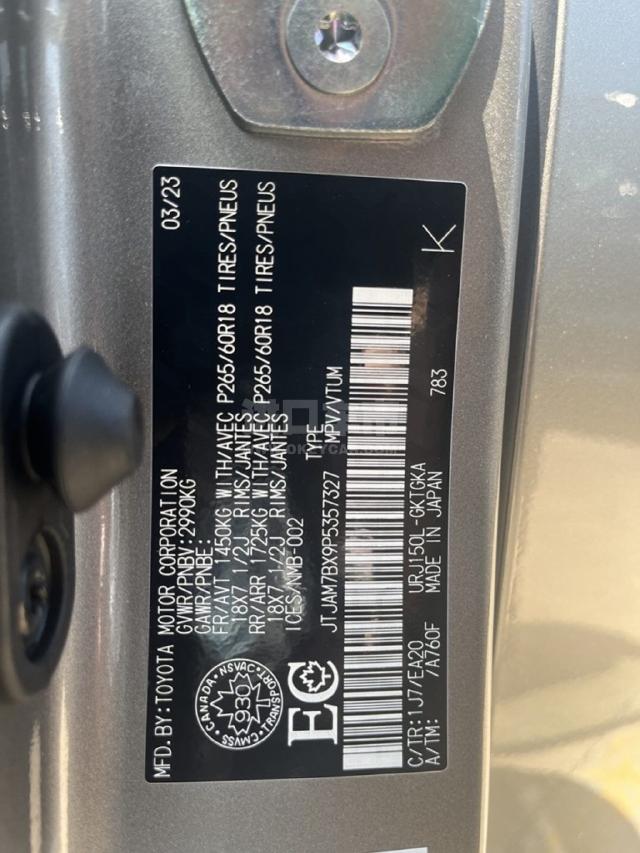 MFD. BY:TOYOTA MOTOR CORPORATION 03/23
GVWR/PNBV:2990KG
GAWR/PNBE:
FR/AVT 1450KG WITH/AVEC P265/60R18 TIRES/PNEUS
18X7 1/2J RIMS/JANTES
RR/ARR 1725KG WITH/AVEC P265/60R18 TIRES/PNEUS
18X7 1/2J RIMS/JANTES
ICES/NMB-002
CANADA NSVAC
930
CMVSS TRANSPORT
EC
TYPE
JTJAM7BX9P5357327 MPV/VTUM
C/TR:1J7/EA20 URJ150L-GKTGKA
A/TM: /A760F MADE IN JAPAN 783
K